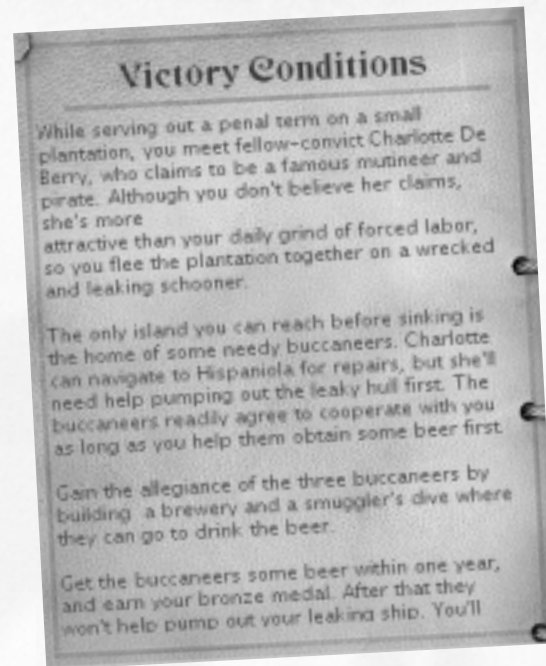 Victory Conditions
While serving out a penal term on a small
plantation, you meet fellow-convict Charlotte De
Berry, who claims to be a famous mutineer and
pirate. Although you don't believe her claims,
she's more
attractive than your daily grind of forced labor,
so you flee the plantation together on a wrecked
and leaking schooner.
The only island you can reach before sinking is
the home of some needy buccaneers. Charlotte
can navigate to Hispaniola for repairs, but she'll
need help pumping out the leaky hull first. The
buccaneers readily agree to cooperate with you
as long as you help them obtain some beer first.
Gain the allegiance of the three buccaneers by
building a brewery and a smuggler's dive where
they can go to drink the beer.
Get the buccaneers some beer within one year,
and earn your bronze medal. After that they
won't help pump out your leaking ship. You'll